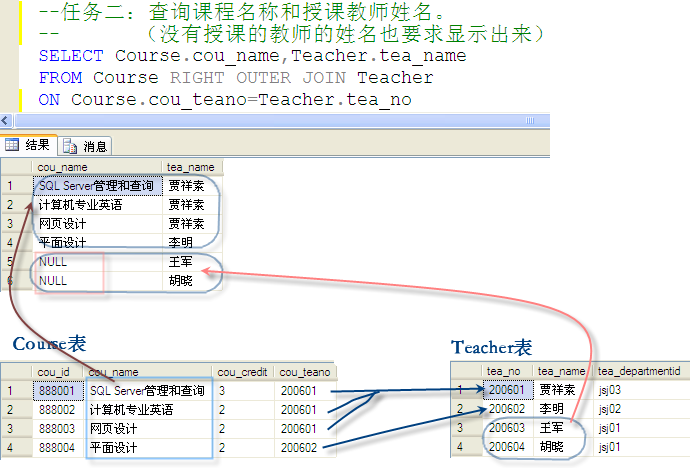 --任务二：查询课程名称和授课教师姓名。
-- （没有授课的教师的姓名也要求显示出来）
SELECT Course.cou_name,Teacher.tea_name
FROM Course RIGHT OUTER JOIN Teacher
ON Course.cou_teano=Teacher.tea_no
结果 消息
cou_name tea_name
1 SQL Server管理和查询 贾祥素
2 计算机专业英语 贾祥素
3 网页设计 贾祥素
4 平面设计 李明
5 NULL 王军
6 NULL 胡晓
Course表
cou_id cou_name cou_credit cou_teano
1 888001 SQL Server管理和查询 3 200601
2 888002 计算机专业英语 2 200601
3 888003 网页设计 2 200601
4 888004 平面设计 2 200602
Teacher表
tea_no tea_name tea_departmentid
1 200601 贾祥素 jsj03
2 200602 李明 jsj02
3 200603 王军 jsj01
4 200604 胡晓 jsj01